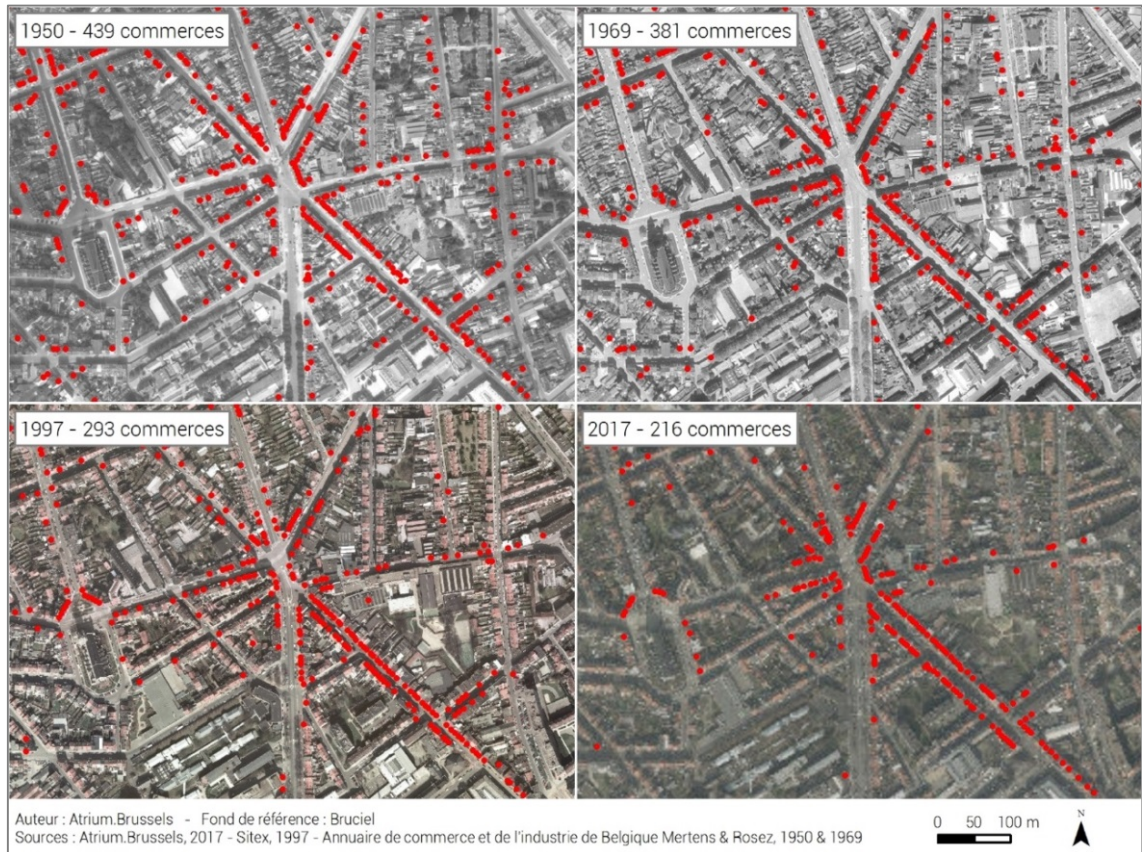 1950 - 439 commerces
1969 - 381 commerces
1997 - 293 commerces
2017 - 216 commerces
Auteur : Atrium.Brussels - Fond de référence : Bruciel
Sources : Atrium.Brussels, 2017 - Sitex, 1997 - Annuaire de commerce et de l'industrie de Belgique Mertens & Rosez, 1950 & 1969
0 50 100 m
N